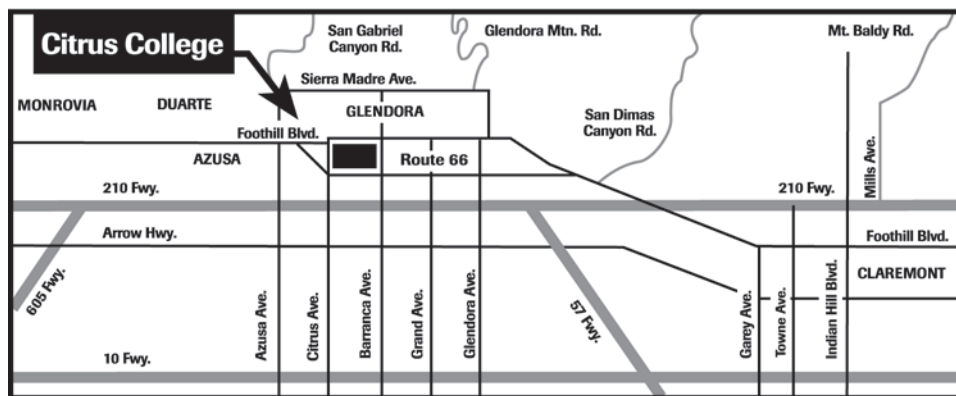 Citrus College
San Gabriel
Canyon Rd.
Glendora Mtn. Rd.
Mt. Baldy Rd.
Sierra Madre Ave.
MONROVIA
DUARTE
GLENDORA
San Dimas
Canyon Rd.
Foothill Blvd.
AZUSA
Route 66
Mills Ave.
210 Fwy.
210 Fwy.
Arrow Hwy.
Foothill Blvd.
CLAREMONT
605 Fwy.
Azusa Ave.
Citrus Ave.
Barranca Ave.
Grand Ave.
Glendora Ave.
57 Fwy.
Garey Ave.
Towne Ave.
Indian Hill Blvd.
10 Fwy.